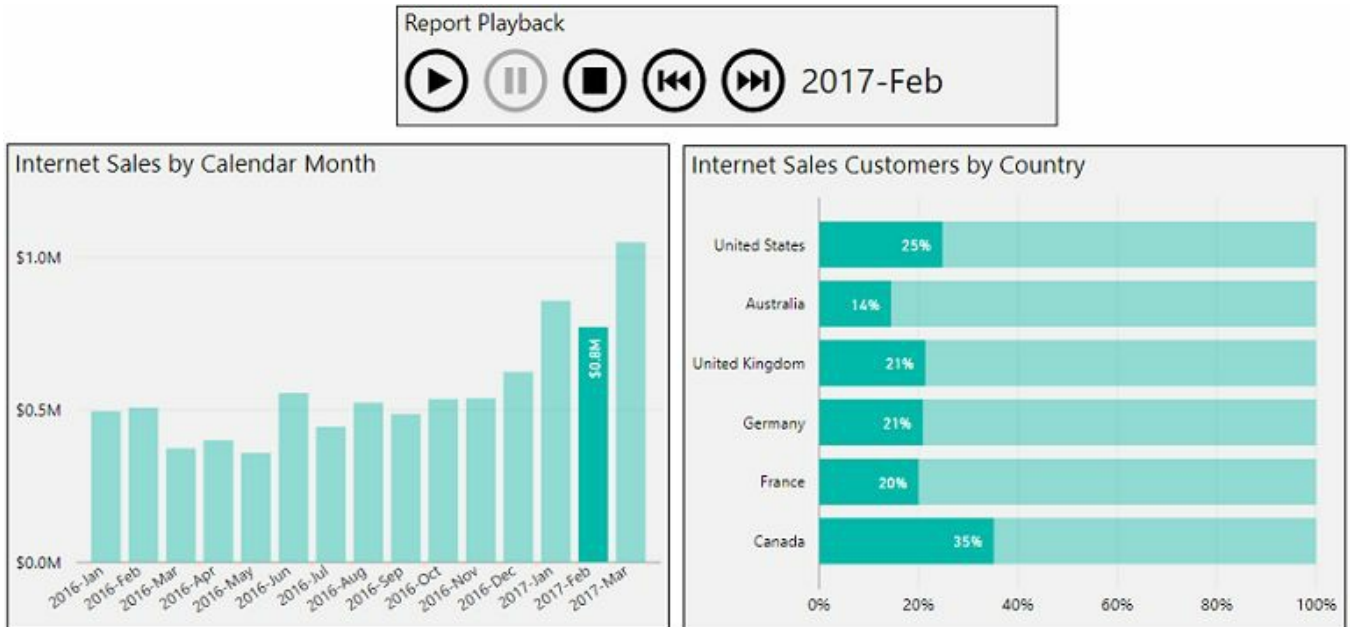 Report Playback
2017-Feb
Internet Sales by Calendar Month
$1.0M
$0.5M
$0.0M
$0.8M
2016-Jan
2016-Feb
2016-Mar
2016-Apr
2016-May
2016-Jun
2016-Jul
2016-Aug
2016-Sep
2016-Oct
2016-Nov
2016-Dec
2017-Jan
2017-Feb
2017-Mar
Internet Sales Customers by Country
United States 25%
Australia 14%
United Kingdom 21%
Germany 21%
France 20%
Canada 35%
0% 20% 40% 60% 80% 100%